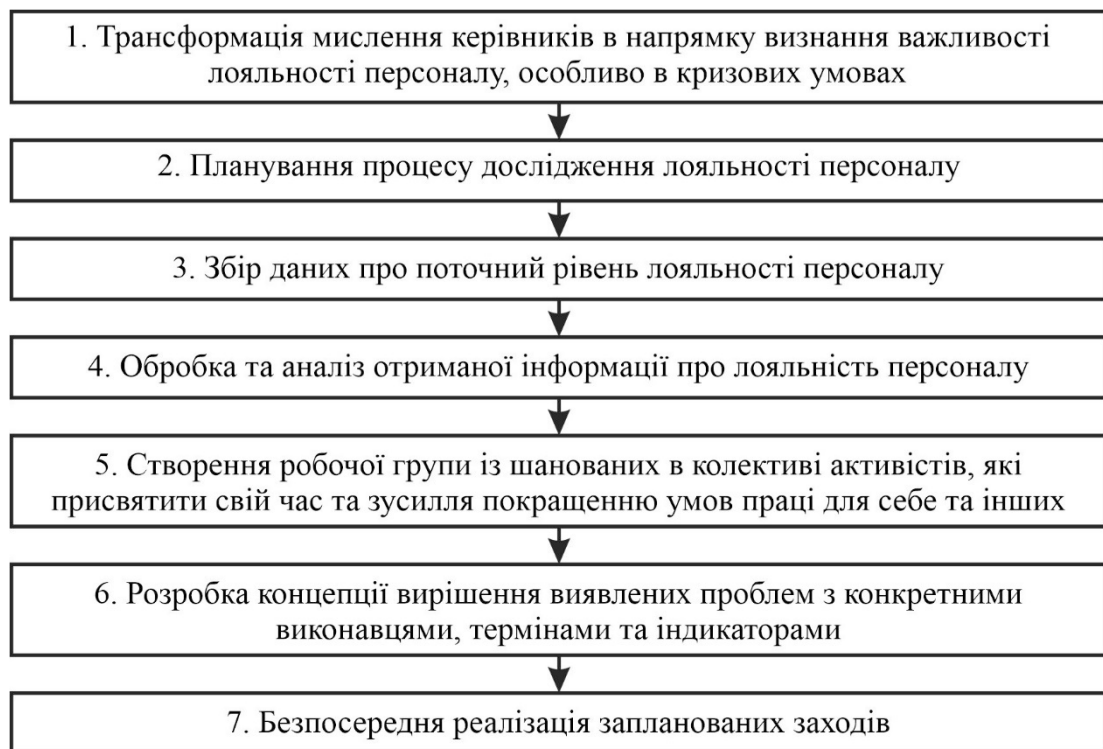 1. Трансформація мислення керівників в напрямку визнання важливості
лояльності персоналу, особливо в кризових умовах
2. Планування процесу дослідження лояльності персоналу
3. Збір даних про поточний рівень лояльності персоналу
4. Обробка та аналіз отриманої інформації про лояльність персоналу
5. Створення робочої групи із шанованих в колективі активістів, які
присвятити свій час та зусилля покращенню умов праці для себе та інших
6. Розробка концепції вирішення виявлених проблем з конкретними
виконавцями, термінами та індикаторами
7. Безпосередня реалізація запланованих заходів